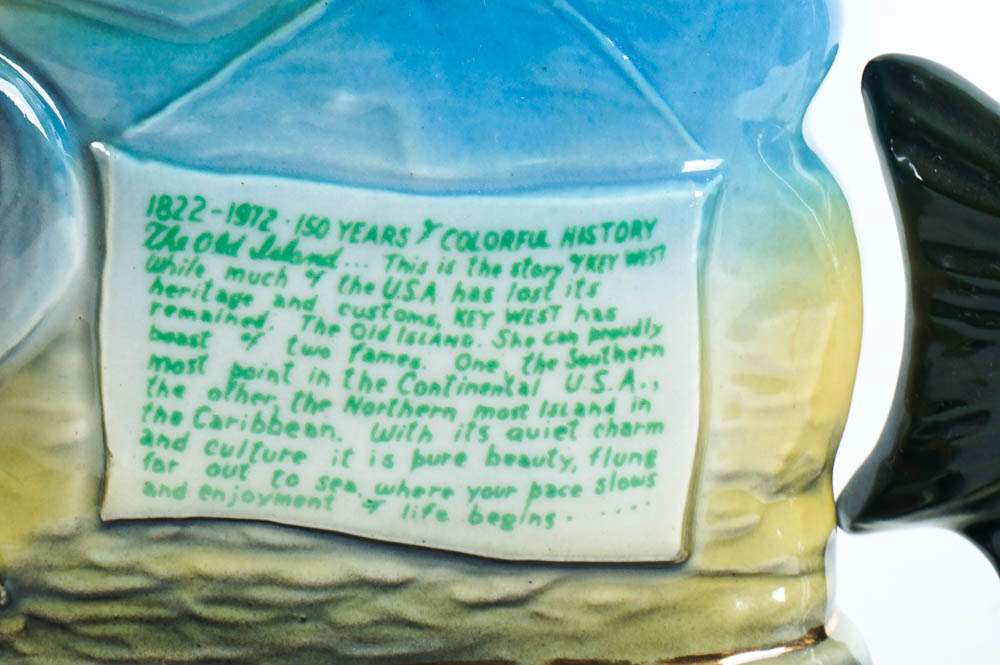 1822-1972 · 150 YEARS of COLORFUL HISTORY
The Old Island... This is the story of KEY WEST
while much of the U.S.A has lost its
heritage and customs, KEY WEST has
remained. The Old ISLAND. She can proudly
boast of two fames. One, the Southern
most point in the Continental U.S.A.,
the other, the Northern most Island in
the Caribbean. With its quiet charm
and culture it is pure beauty, flung
far out to sea, where your pace slows
and enjoyment of life begins. ....